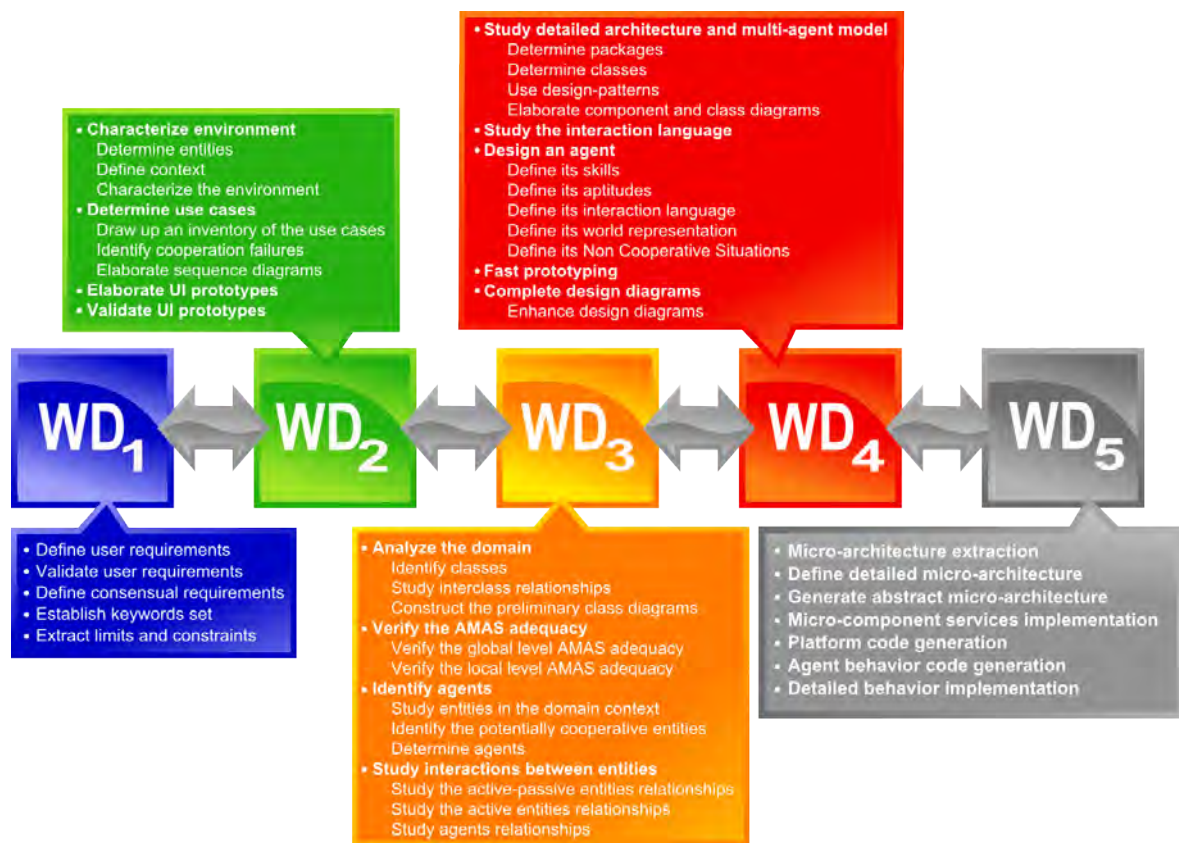 • Study detailed architecture and multi-agent model
Determine packages
Determine classes
Use design-patterns
Elaborate component and class diagrams
• Study the interaction language
• Design an agent
Define its skills
Define its aptitudes
Define its interaction language
Define its world representation
Define its Non Cooperative Situations
• Fast prototyping
• Complete design diagrams
Enhance design diagrams
• Characterize environment
Determine entities
Define context
Characterize the environment
• Determine use cases
Draw up an inventory of the use cases
Identify cooperation failures
Elaborate sequence diagrams
• Elaborate UI prototypes
• Validate UI prototypes
WD1
WD2
WD3
WD4
WD5
• Define user requirements
• Validate user requirements
• Define consensual requirements
• Establish keywords set
• Extract limits and constraints
• Analyze the domain
Identify classes
Study interclass relationships
Construct the preliminary class diagrams
• Verify the AMAS adequacy
Verify the global level AMAS adequacy
Verify the local level AMAS adequacy
• Identify agents
Study entities in the domain context
Identify the potentially cooperative entities
Determine agents
• Study interactions between entities
Study the active-passive entities relationships
Study the active entities relationships
Study agents relationships
• Micro-architecture extraction
• Define detailed micro-architecture
• Generate abstract micro-architecture
• Micro-component services implementation
• Platform code generation
• Agent behavior code generation
• Detailed behavior implementation